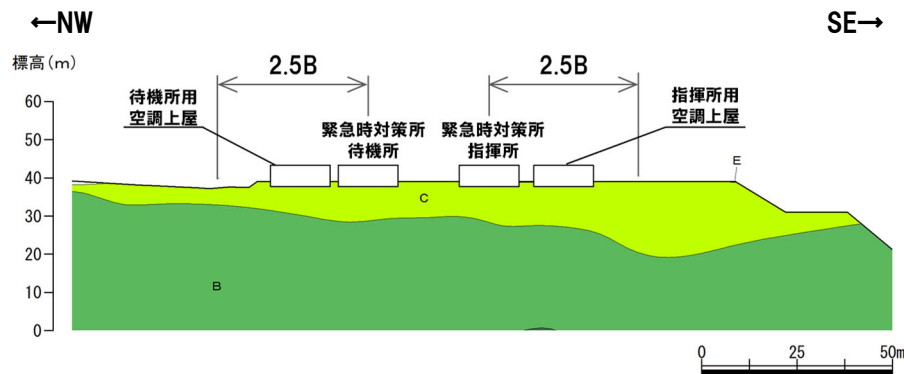 ←NW
SE→
標高(m)
2.5B
2.5B
待機所用
空調上屋
緊急時対策所
待機所
緊急時対策所
指揮所
指揮所用
空調上屋
60
50
40
30
20
10
0
E
C
B
0
25
50m